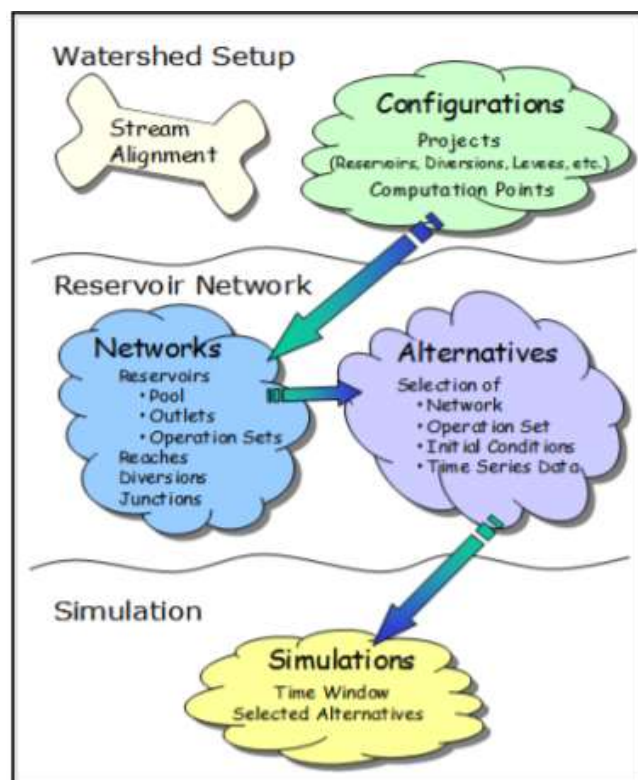 Watershed Setup
Stream
Alignment
Configurations
Projects
(Reservoirs, Diversions, Levees, etc.)
Computation Points
Reservoir Network
Networks
Reservoirs
• Pool
• Outlets
• Operation Sets
Reaches
Diversions
Junctions
Alternatives
Selection of
• Network
• Operation Set
• Initial Conditions
• Time Series Data
Simulation
Simulations
Time Window
Selected Alternatives